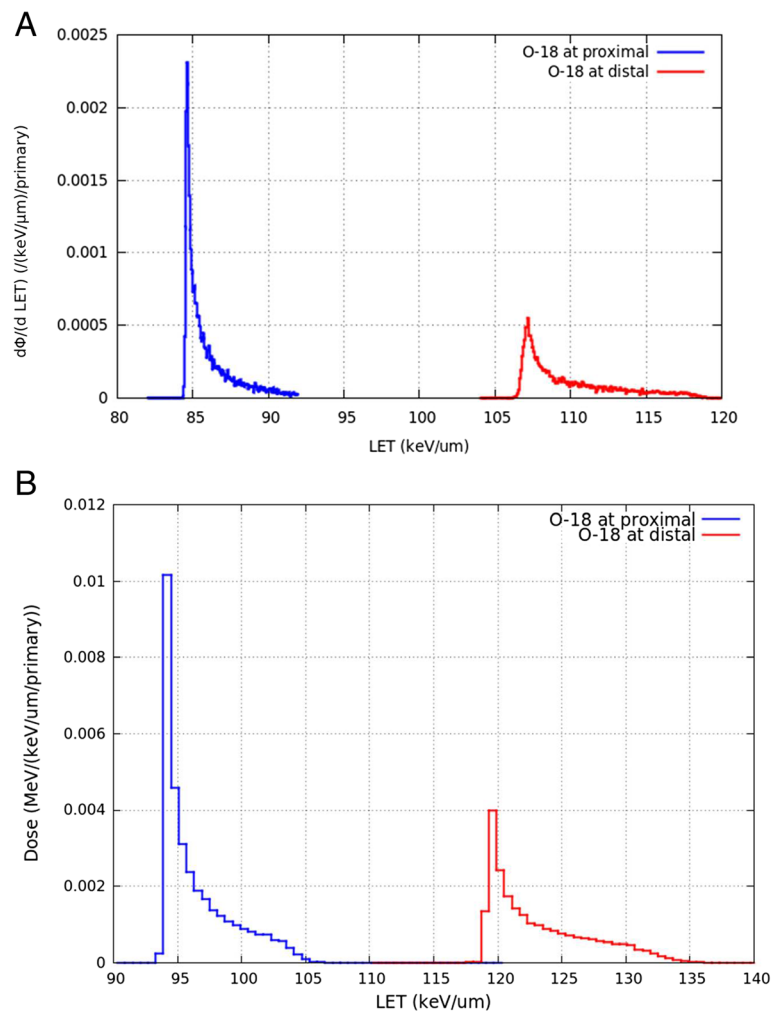 A
0.0025
O-18 at proximal
O-18 at distal
0.002
0.0015
0.001
0.0005
0
dΦ/(d LET) (/(keV/μm)/primary)
80 85 90 95 100 105 110 115 120
LET (keV/um)
B
0.012
O-18 at proximal
O-18 at distal
0.01
0.008
0.006
0.004
0.002
0
Dose (MeV/(keV/um/primary))
90 95 100 105 110 115 120 125 130 135 140
LET (keV/um)